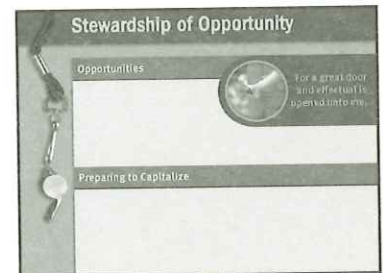 Stewardship of Opportunity
Opportunities
For a great door
and effectual is
opened unto me.
Preparing to Capitalize